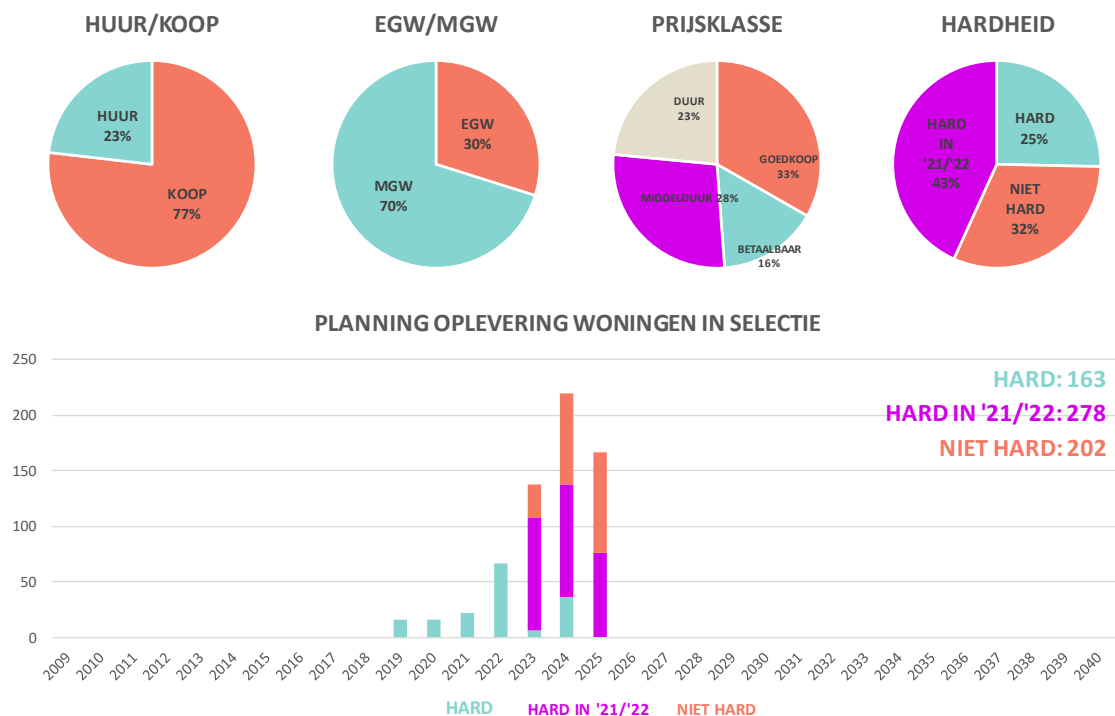 HUUR/KOOP
EGW/MGW
PRIJSKLASSE
HARDHEID
HUUR
23%
KOOP
77%
EGW
30%
MGW
70%
DUUR
23%
GOEDKOOP
33%
MIDDELDUUR 28%
BETAALBAAR
16%
HARD
IN
'21/'22
43%
HARD
25%
NIET
HARD
32%
PLANNING OPLEVERING WONINGEN IN SELECTIE
HARD: 163
HARD IN '21/'22: 278
NIET HARD: 202
250
200
150
100
50
0
2009
2010
2011
2012
2013
2014
2015
2016
2017
2018
2019
2020
2021
2022
2023
2024
2025
2026
2027
2028
2029
2030
2031
2032
2033
2034
2035
2036
2037
2038
2039
2040
HARD
HARD IN '21/'22
NIET HARD